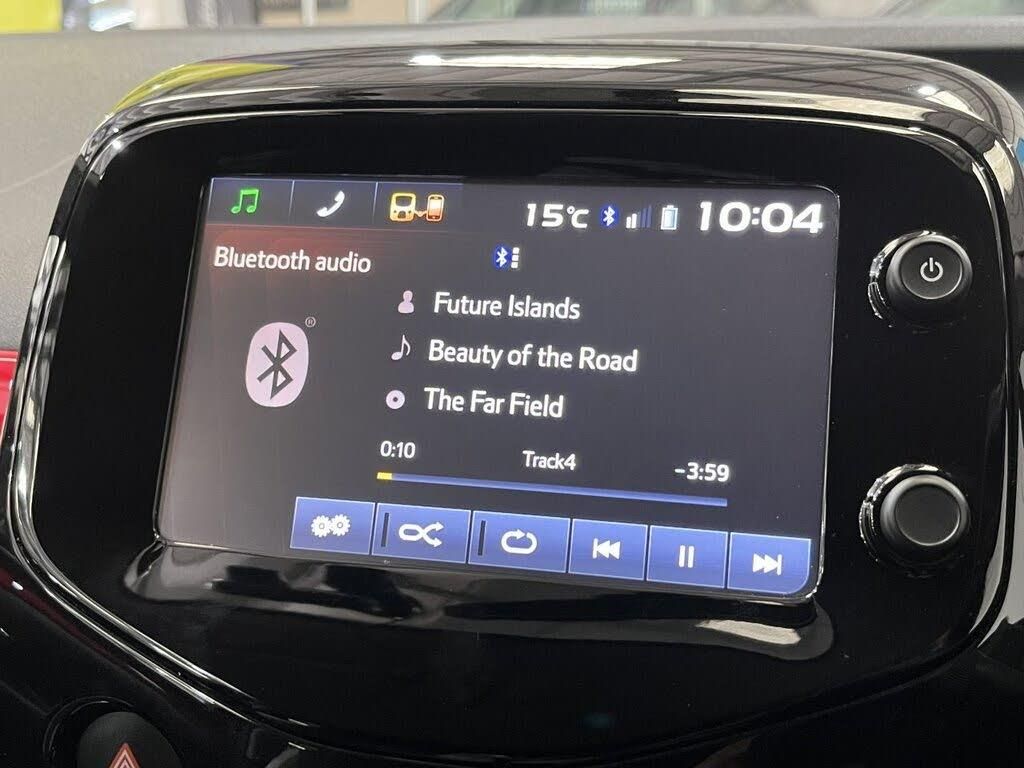 15°C 10:04
Bluetooth audio
®
Future Islands
Beauty of the Road
The Far Field
0:10 Track4 -3:59